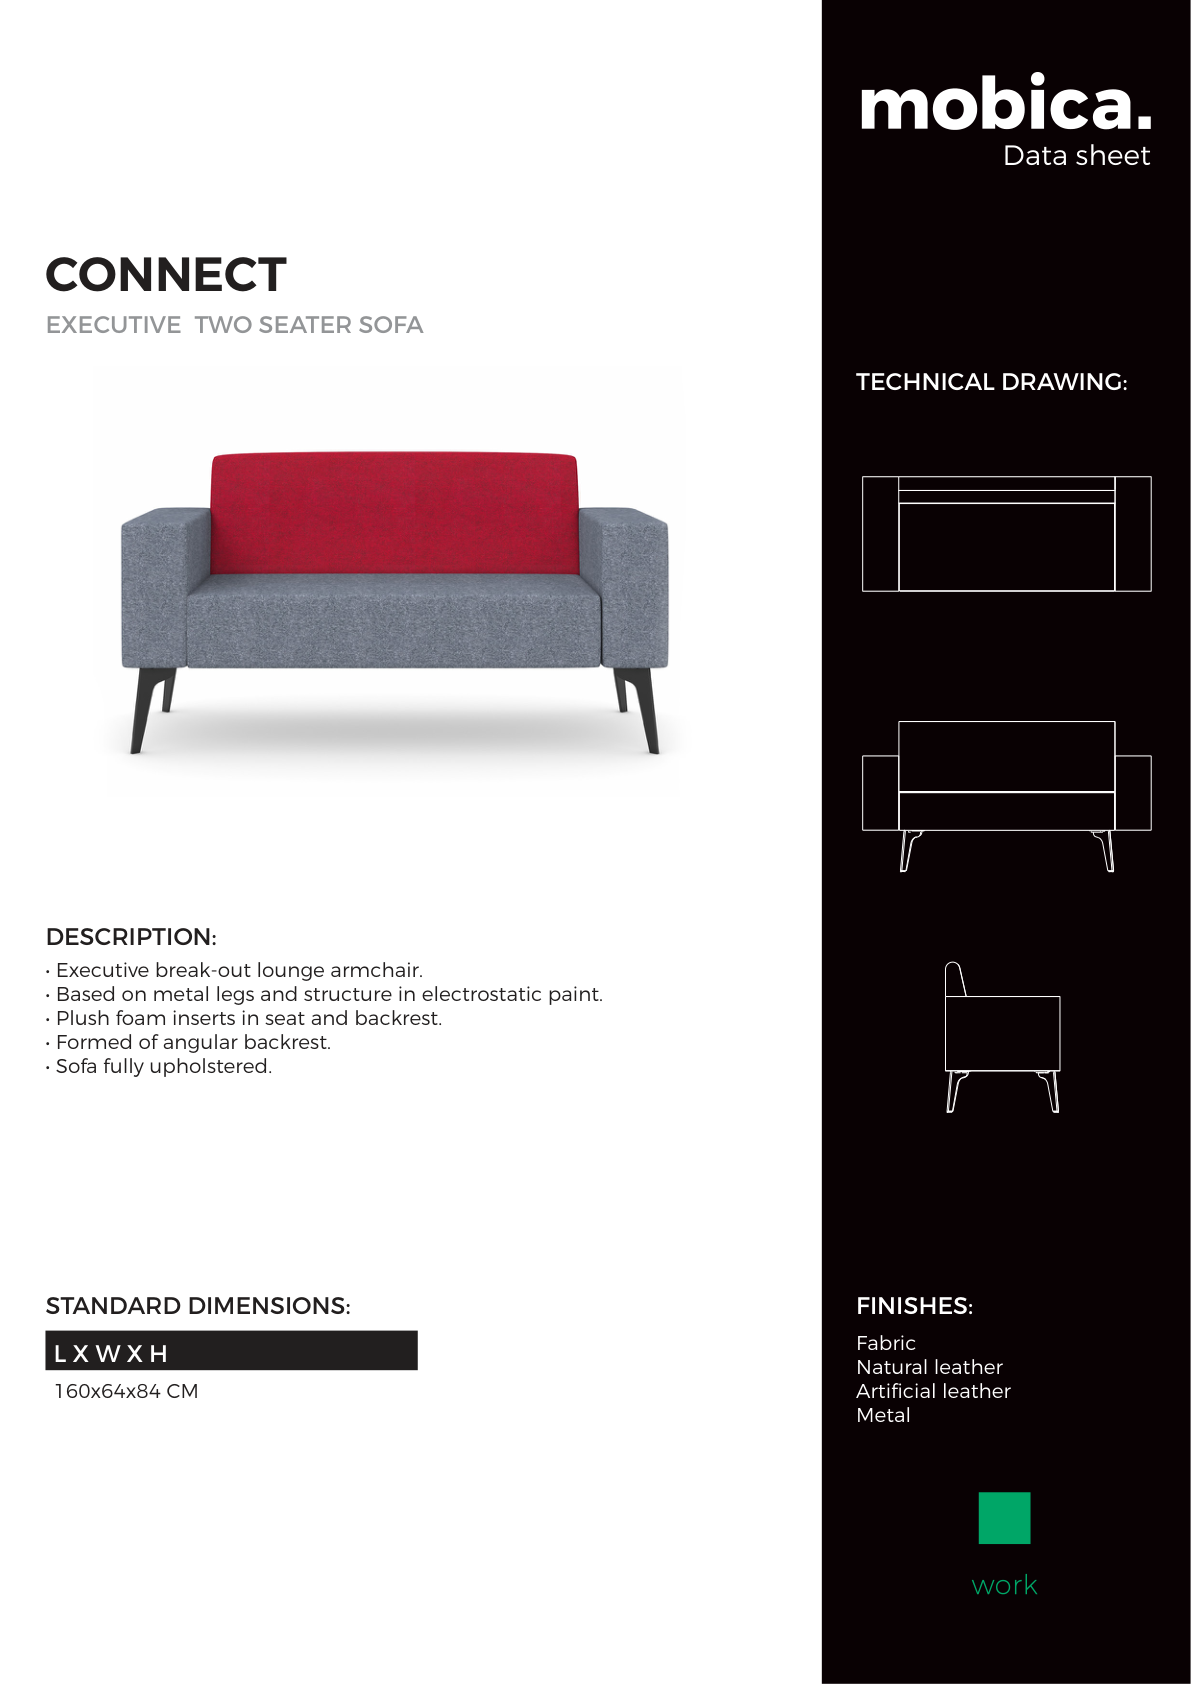 mobica.
Data sheet
CONNECT
EXECUTIVE  TWO SEATER SOFA
TECHNICAL DRAWING:
DESCRIPTION:
• Executive break-out lounge armchair.
• Based on metal legs and structure in electrostatic paint.
• Plush foam inserts in seat and backrest.
• Formed of angular backrest.
• Sofa fully upholstered.
STANDARD DIMENSIONS:
L X W X H
160x64x84 CM
FINISHES:
Fabric
Natural leather
Artificial leather
Metal
work